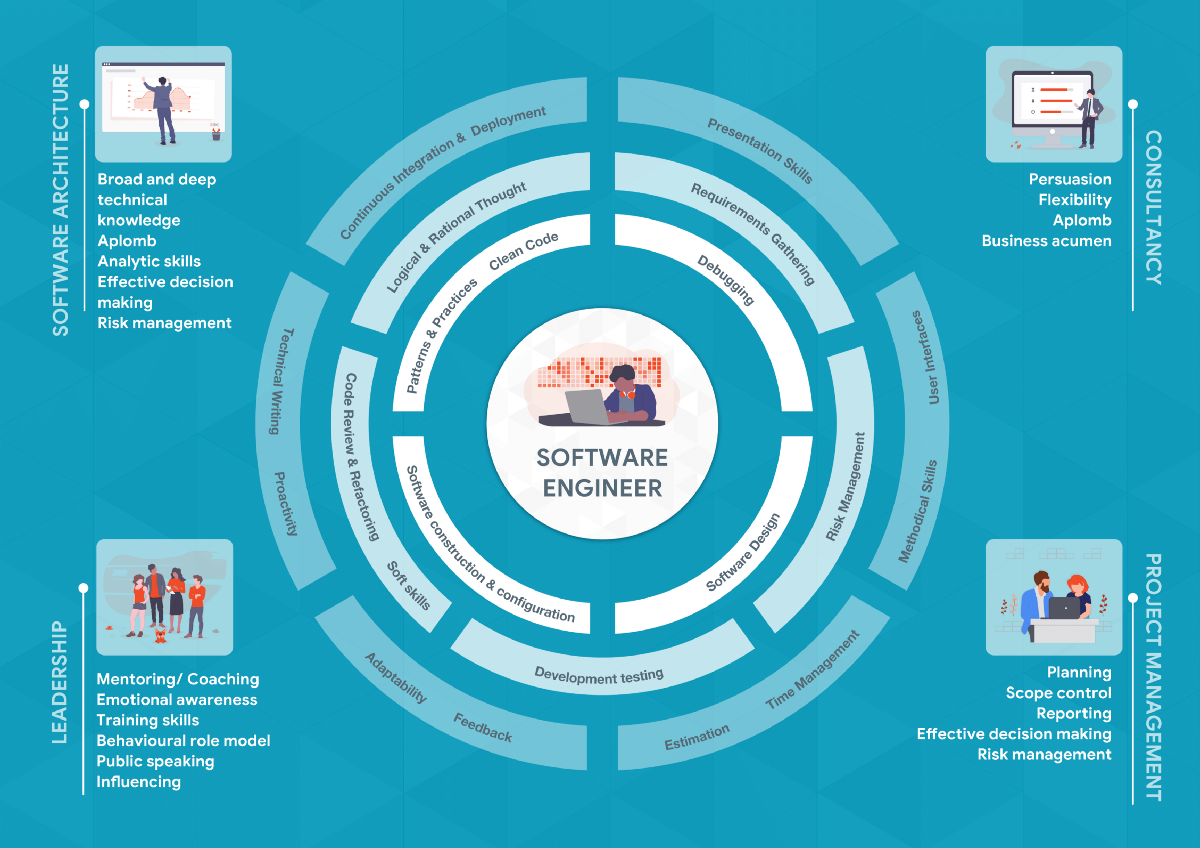 SOFTWARE ARCHITECTURE
Broad and deep
technical
knowledge
Aplomb
Analytic skills
Effective decision
making
Risk management
CONSULTANCY
Persuasion
Flexibility
Aplomb
Business acumen
Continuous Integration & Deployment
Presentation Skills
User Interfaces
Methodical Skills
Time Management
Estimation
Feedback
Adaptability
Proactivity
Technical Writing
Logical & Rational Thought
Requirements Gathering
Risk Management
Development testing
Soft skills
Code Review & Refactoring
Patterns & Practices
Clean Code
Debugging
Software Design
Software construction & configuration
SOFTWARE
ENGINEER
LEADERSHIP
Mentoring/ Coaching
Emotional awareness
Training skills
Behavioural role model
Public speaking
Influencing
PROJECT MANAGEMENT
Planning
Scope control
Reporting
Effective decision making
Risk management